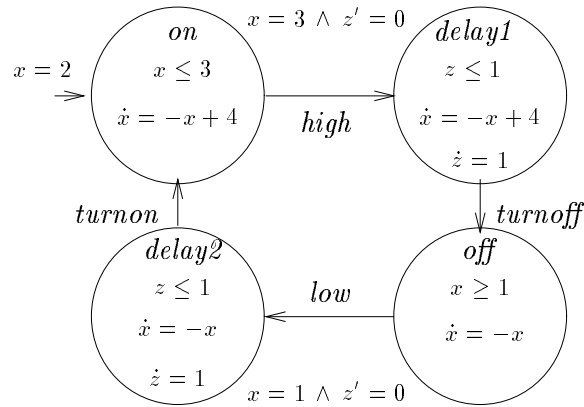 on
x = 2
x ≤ 3
ẋ = −x + 4
x = 3 ∧ z′ = 0
high
delay1
z ≤ 1
ẋ = −x + 4
ż = 1
turnon
turnoff
delay2
z ≤ 1
ẋ = −x
ż = 1
low
x = 1 ∧ z′ = 0
off
x ≥ 1
ẋ = −x